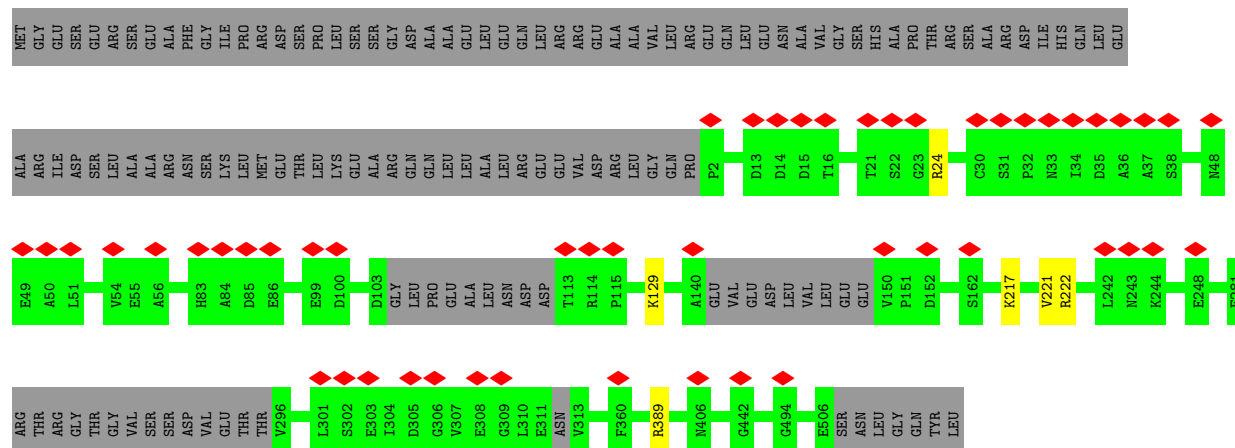 MET GLY GLU SER GLU ARG SER GLU ALA PHE GLY ILE PRO ARG ASP SER PRO LEU SER SER GLY ASP ALA ALA GLU LEU GLU GLN LEU ARG ARG GLU ALA ALA VAL LEU ARG GLU GLN LEU GLU ASN ALA VAL GLY SER HIS ALA PRO THR ARG SER ALA ARG ASP ILE HIS GLN LEU GLU
ALA ARG ILE ASP SER LEU ALA ALA ARG ASN SER LYS LEU MET GLU THR LEU LYS GLU ALA ARG GLN GLN LEU LEU ALA LEU ARG GLU GLU VAL ASP ARG LEU GLY GLN PRO P2 D13 D14 D15 T16 T21 S22 G23 R24 C30 S31 P32 N33 I34 D35 A36 A37 S38 N48
E49 A50 L51 V54 E55 A56 H83 A84 D85 E86 E99 D100 D103 GLY LEU PRO GLU ALA LEU ASN ASP ASP T113 R114 P115 K129 A140 GLU VAL GLU ASP LEU VAL LEU GLU GLU V150 P151 D152 S162 K217 V221 R222 L242 N243 K244 E248
ARG THR ARG GLY THR GLY VAL SER SER ASP VAL GLU THR THR V296 L301 S302 E303 I304 D305 G306 V307 E308 G309 L310 E311 ASN V313 F360 R389 N406 G442 G494 E506 SER ASN LEU GLY GLN TYR LEU